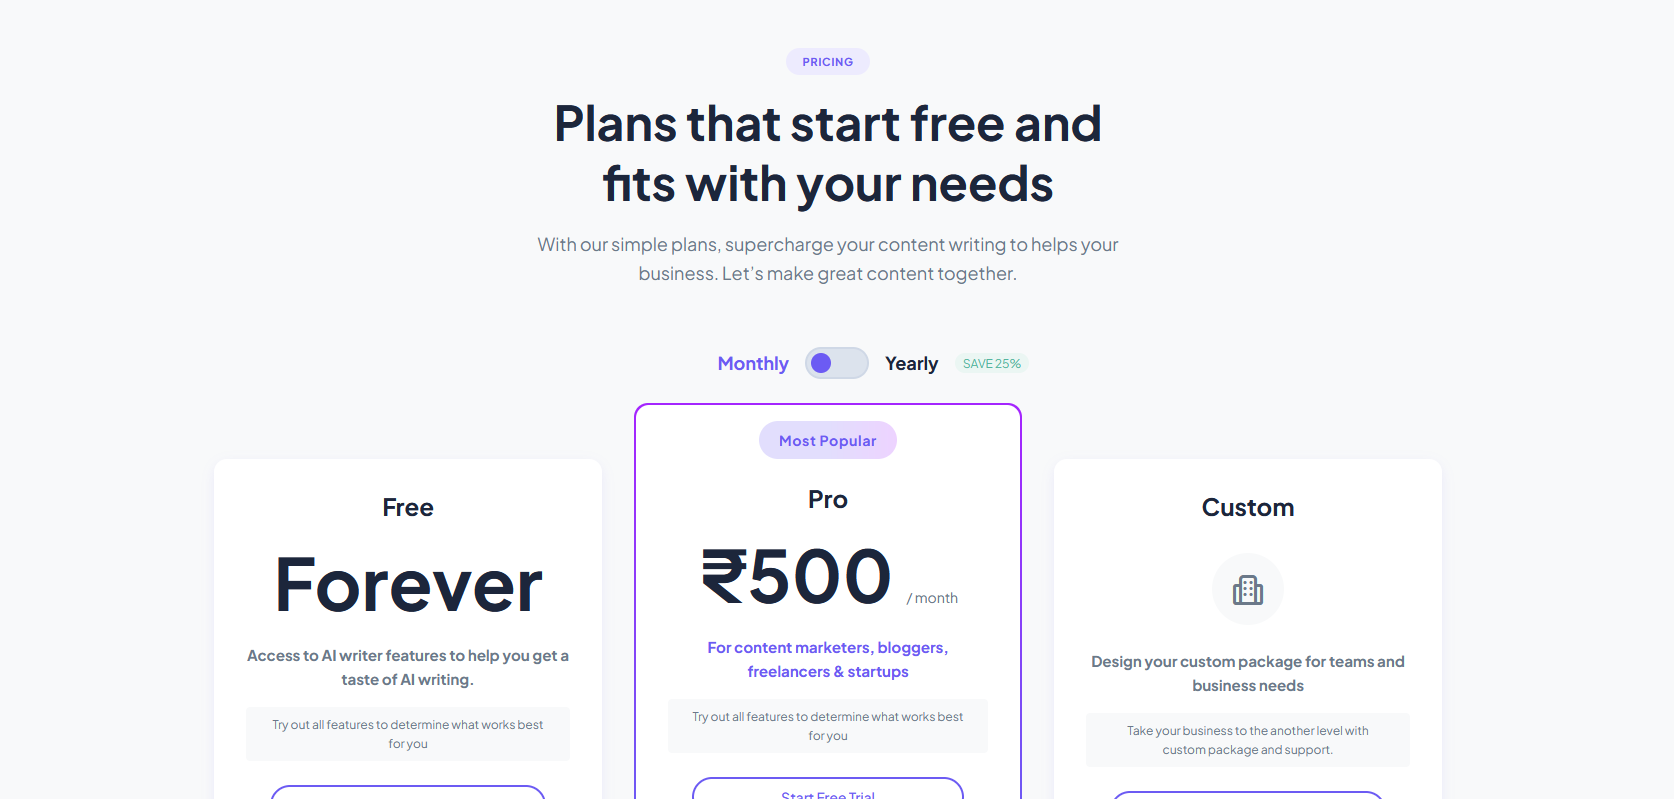 PRICING
Plans that start free and
fits with your needs
With our simple plans, supercharge your content writing to helps your
business. Let's make great content together.
Monthly Yearly SAVE 25%
Free
Forever
Access to AI writer features to help you get a
taste of AI writing.
Try out all features to determine what works best
for you
Most Popular
Pro
₹500 / month
For content marketers, bloggers,
freelancers & startups
Try out all features to determine what works best
for you
Start Free Trial
Custom
Design your custom package for teams and
business needs
Take your business to the another level with
custom package and support.